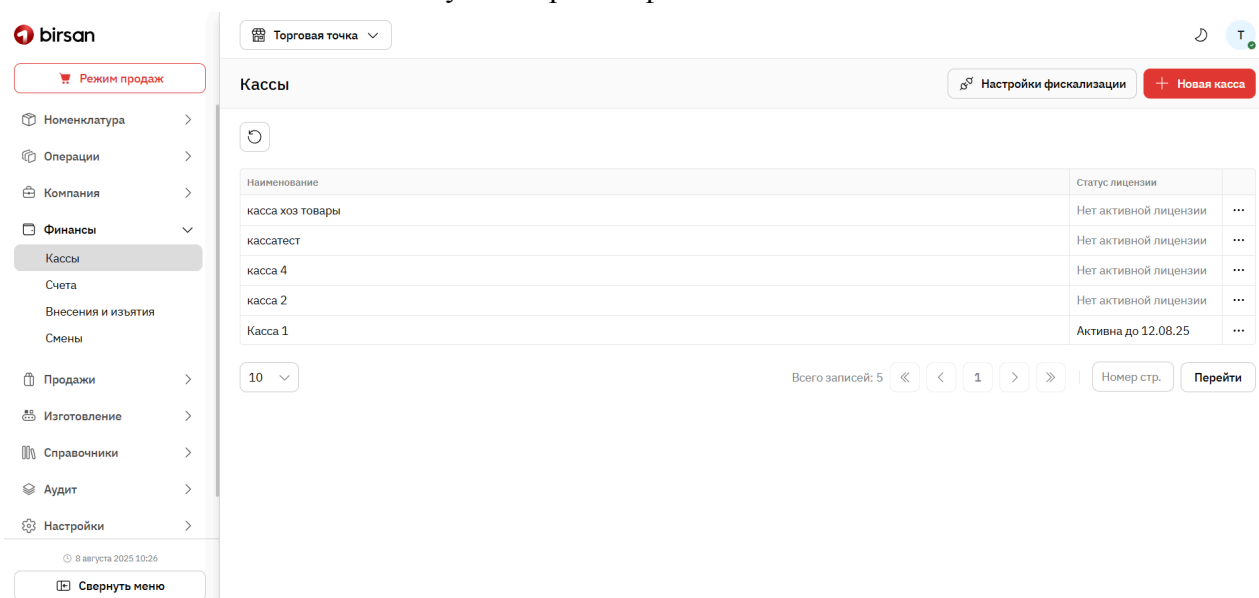 birsan
Торговая точка
Т
Режим продаж
Кассы
Настройки фискализации
Новая касса
Номенклатура
Операции
Компания
Финансы
Кассы
Счета
Внесения и изъятия
Смены
Продажи
Изготовление
Справочники
Аудит
Настройки
8 августа 2025 10:26
Свернуть меню
Наименование Статус лицензии
касса хоз товары Нет активной лицензии
кассатест Нет активной лицензии
касса 4 Нет активной лицензии
касса 2 Нет активной лицензии
Касса 1 Активна до 12.08.25
10 Всего записей: 5 1 Номер стр. Перейти